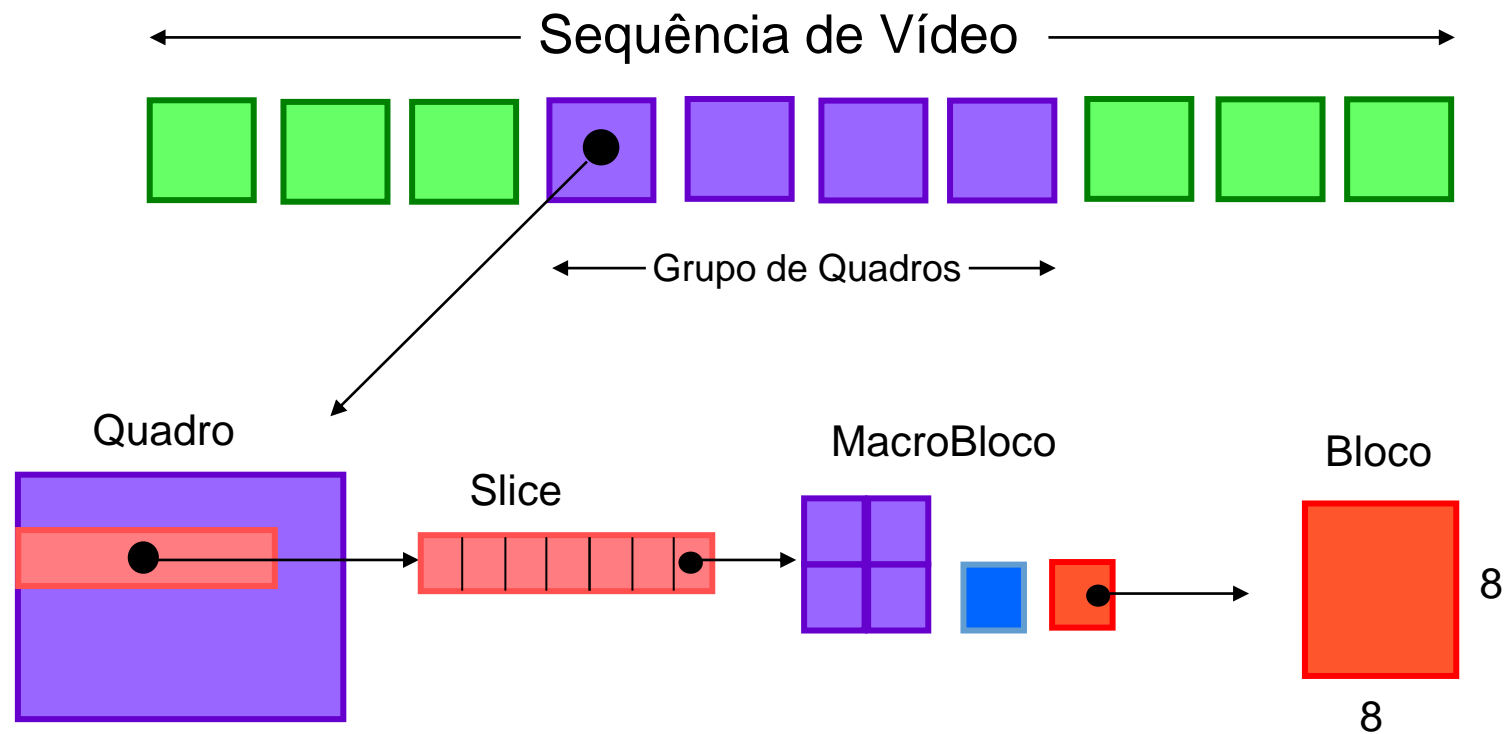 Sequência de Vídeo
Grupo de Quadros
Quadro
Slice
MacroBloco
Bloco
8
8